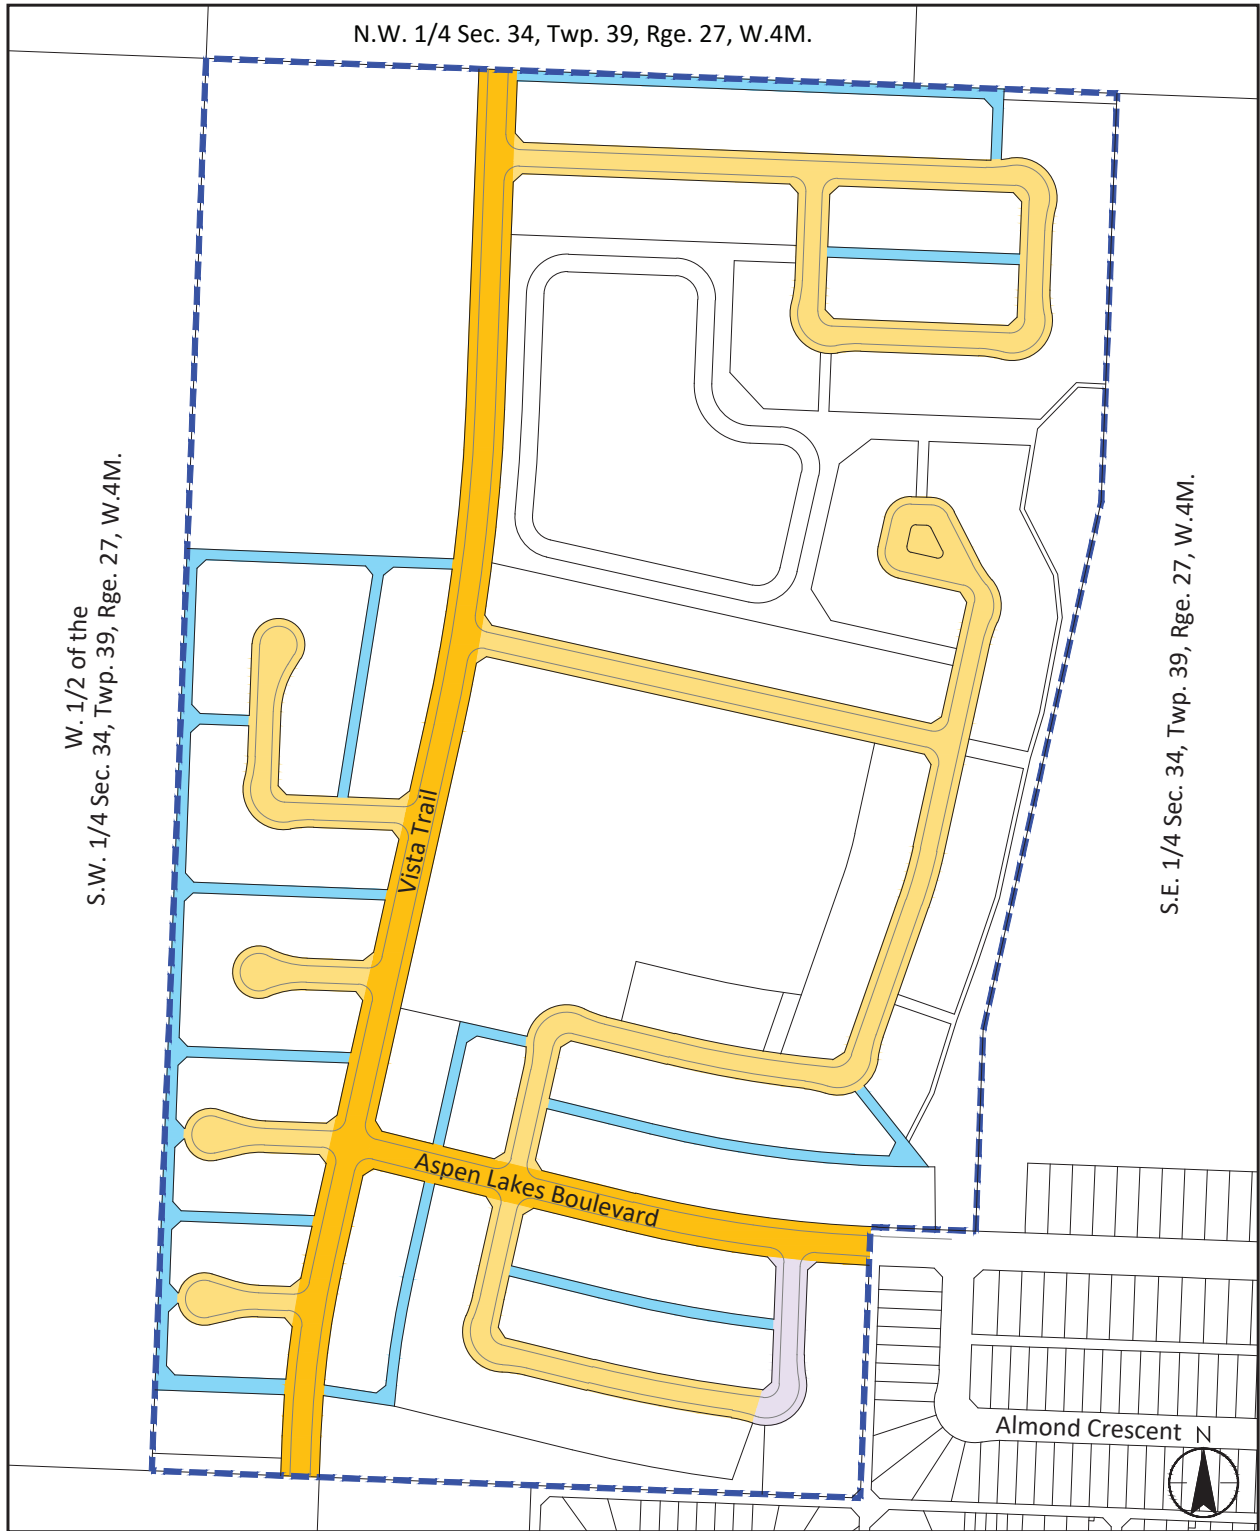 N.W. 1/4 Sec. 34, Twp. 39, Rge. 27, W.4M.
W. 1/2 of the
S.W. 1/4 Sec. 34, Twp. 39, Rge. 27, W.4M.
S.E. 1/4 Sec. 34, Twp. 39, Rge. 27, W.4M.
Vista Trail
Aspen Lakes Boulevard
Almond Crescent
N